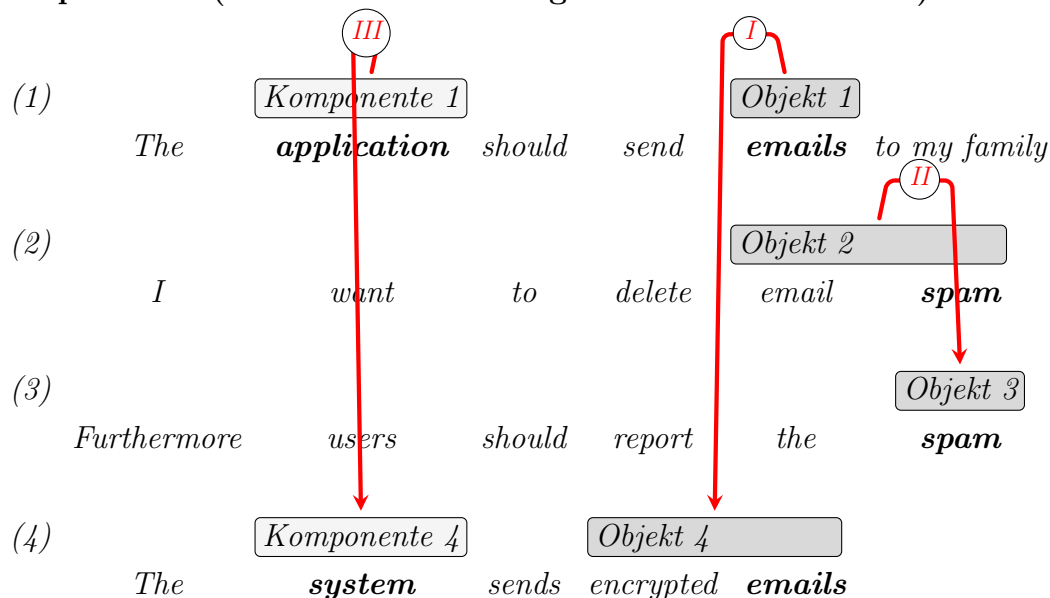 III I
(1) Komponente 1 Objekt 1
The application should send emails to my family
II
(2) Objekt 2
I want to delete email spam
(3) Objekt 3
Furthermore users should report the spam
(4) Komponente 4 Objekt 4
The system sends encrypted emails